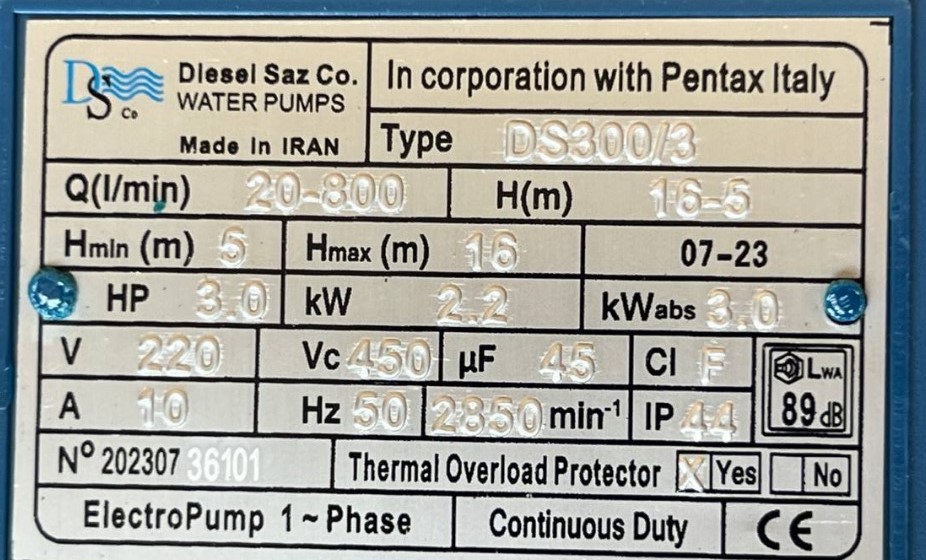 DS Co
Diesel Saz Co.
WATER PUMPS
Made In IRAN
In corporation with Pentax Italy
Type DS300/3
Q(l/min) 20-800 H(m) 16-5
Hmin (m) 5 Hmax (m) 16 07-23
HP 3.0 kW 2.2 kWabs 3.0
V 220 Vc 450 µF 45 Cl F
LWA
89 dB
A 10 Hz 50 2850 min-1 IP 44
Nº 202307 36101 Thermal Overload Protector X Yes No
ElectroPump 1 ~ Phase Continuous Duty CE